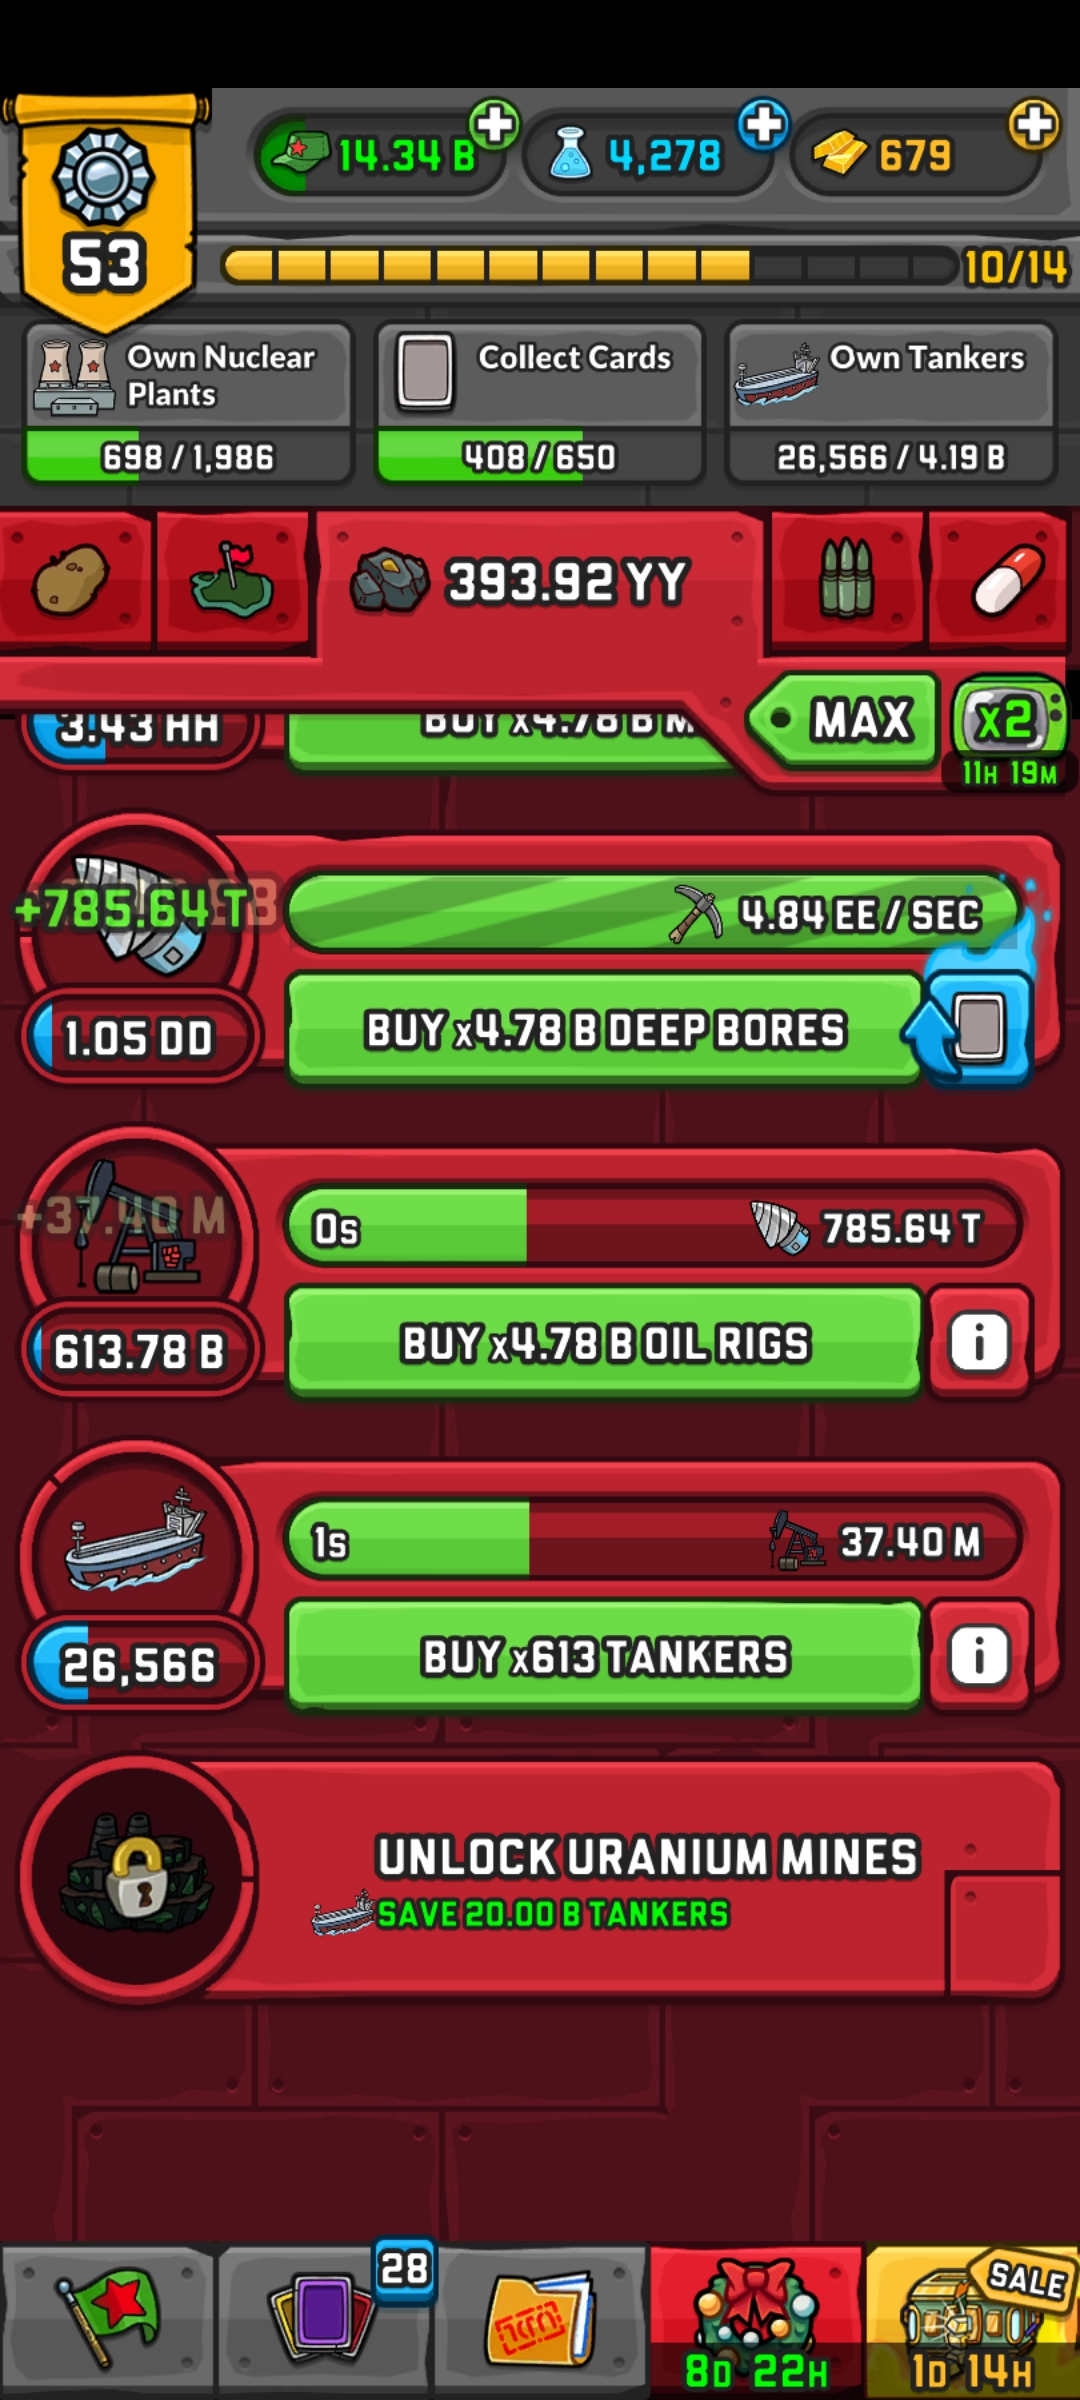 53
14.34 B
4,278
679
10/14
Own Nuclear
Plants
698 / 1,986
Collect Cards
408 / 650
Own Tankers
26,566 / 4.19 B
393.92 YY
3.43 HH
BUY x4.78 B M
MAX
x2
11H 19M
+785.64 T
4.84 EE / SEC
1.05 DD
BUY x4.78 B DEEP BORES
+37.40 M
0s
785.64 T
613.78 B
BUY x4.78 B OIL RIGS
i
1s
37.40 M
26,566
BUY x613 TANKERS
i
UNLOCK URANIUM MINES
SAVE 20.00 B TANKERS
28
SALE
8D 22H
1D 14H